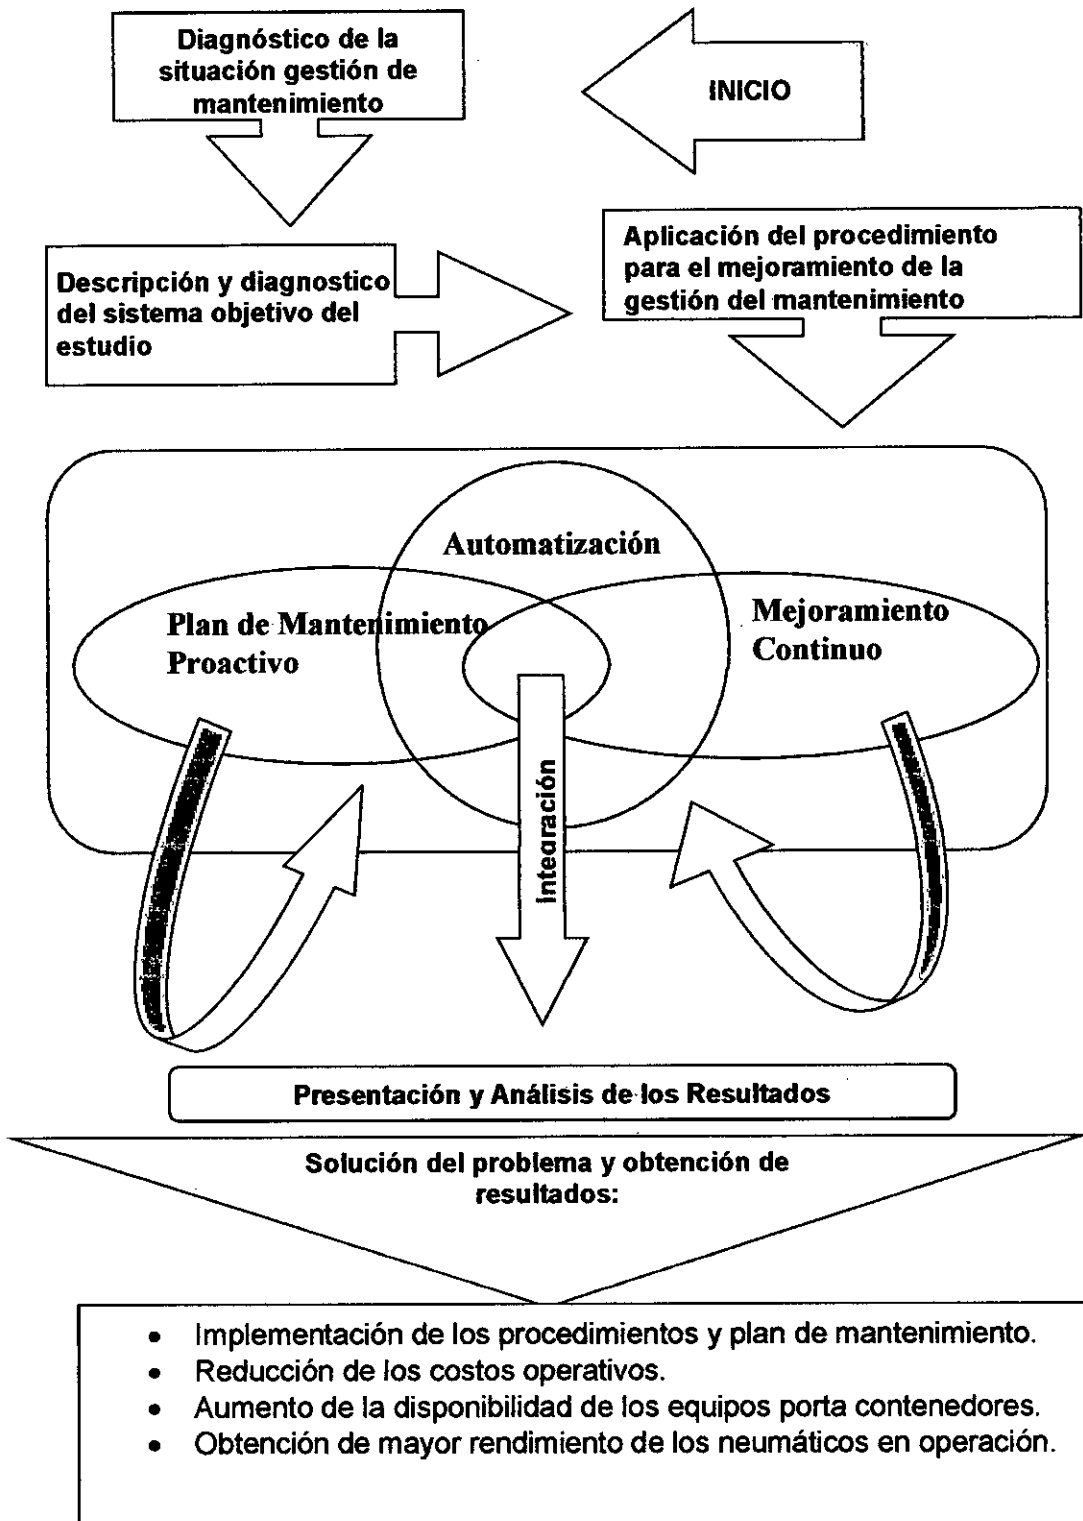 Diagnóstico de la
situación gestión de
mantenimiento
INICIO
Descripción y diagnostico
del sistema objetivo del
estudio
Aplicación del procedimiento
para el mejoramiento de la
gestión del mantenimiento
Automatización
Plan de Mantenimiento
Proactivo
Mejoramiento
Continuo
Integración
Presentación y Análisis de los Resultados
Solución del problema y obtención de
resultados:
• Implementación de los procedimientos y plan de mantenimiento.
• Reducción de los costos operativos.
• Aumento de la disponibilidad de los equipos porta contenedores.
• Obtención de mayor rendimiento de los neumáticos en operación.